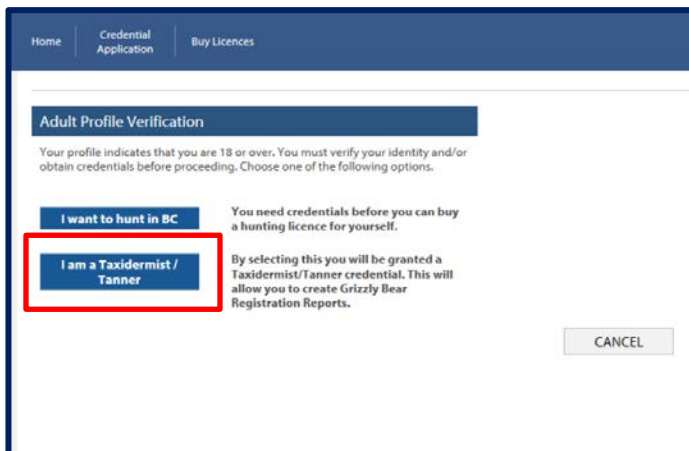 Home
Credential
Application
Buy Licences
Adult Profile Verification
Your profile indicates that you are 18 or over. You must verify your identity and/or
obtain credentials before proceeding. Choose one of the following options.
I want to hunt in BC
You need credentials before you can buy
a hunting licence for yourself.
I am a Taxidermist /
Tanner
By selecting this you will be granted a
Taxidermist/Tanner credential. This will
allow you to create Grizzly Bear
Registration Reports.
CANCEL